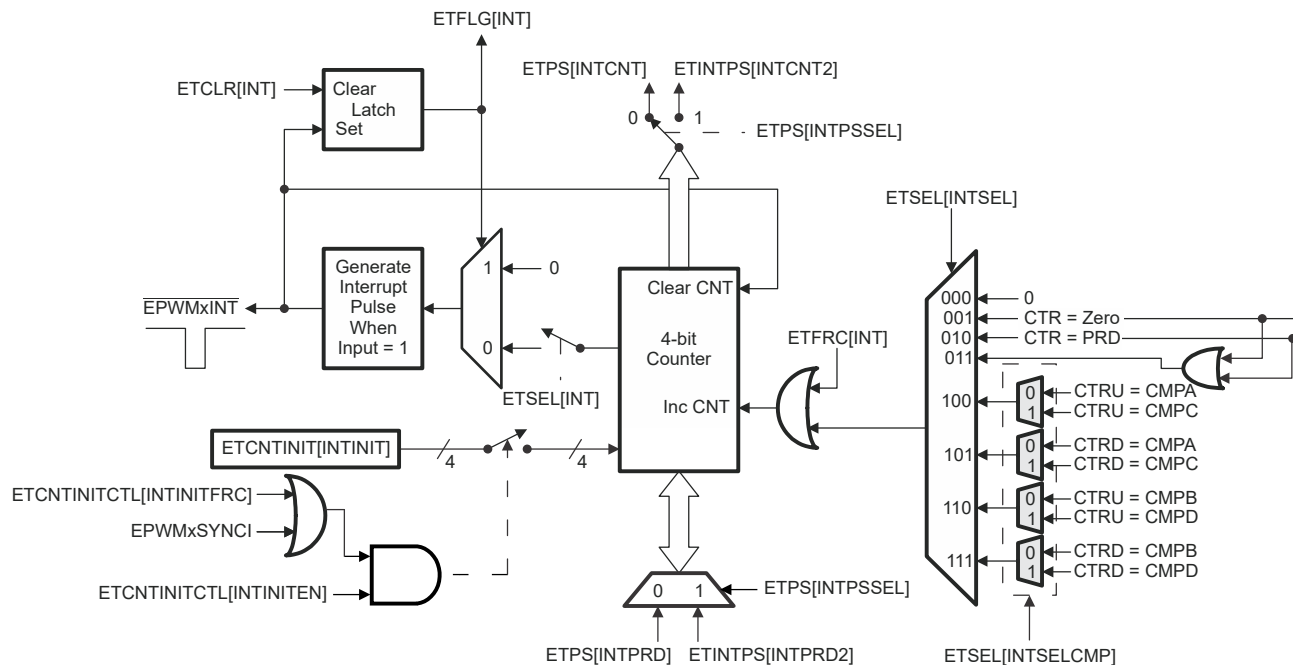 ETFLG[INT]
ETPS[INTCNT] ETINTPS[INTCNT2]
ETCLR[INT]
Clear
Latch
Set
0 1
ETPS[INTPSSEL]
ETSEL[INTSEL]
Generate
Interrupt
Pulse
When
Input = 1
EPWMxINT
1
0
0
ETSEL[INT]
Clear CNT
4-bit
Counter
Inc CNT
ETFRC[INT]
000
0
001
CTR = Zero
010
CTR = PRD
011
100
0
CTRU = CMPA
1
CTRU = CMPC
101
0
CTRD = CMPA
1
CTRD = CMPC
110
0
CTRU = CMPB
1
CTRU = CMPD
111
0
CTRD = CMPB
1
CTRD = CMPD
ETCNTINIT[INTINIT]
4
4
ETCNTINITCTL[INTINITFRC]
EPWMxSYNCI
ETCNTINITCTL[INTINITEN]
0 1
ETPS[INTPSSEL]
ETPS[INTPRD] ETINTPS[INTPRD2]
ETSEL[INTSELCMP]